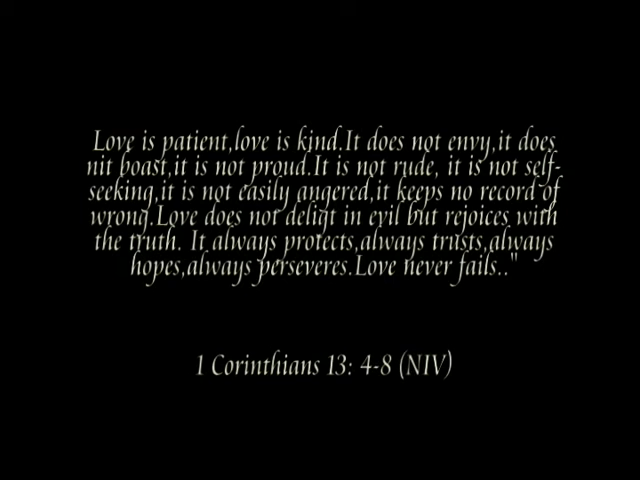 Love is patient,love is kind.It does not envy,it does
nit boast,it is not proud.It is not rude, it is not self-
seeking,it is not easily angered,it keeps no record of
wrong.Love does not deligt in evil but rejoices with
the truth. It always protects,always trusts,always
hopes,always perseveres.Love never fails.."
1 Corinthians 13: 4-8 (NIV)